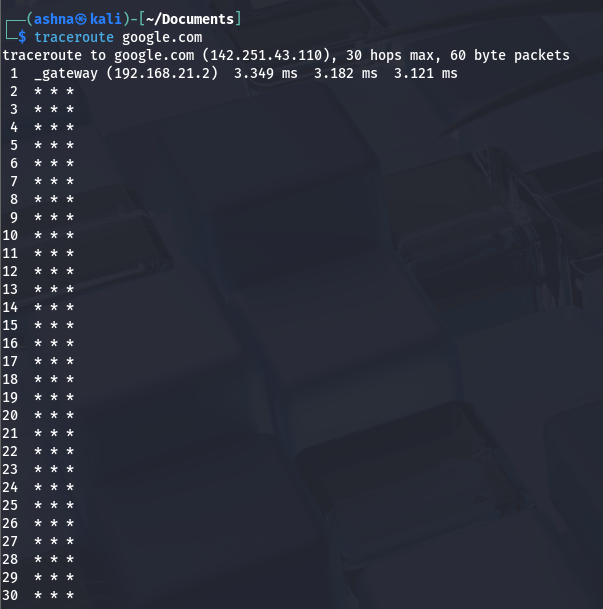 ┌──(ashna㉿kali)-[~/Documents]
└─$ traceroute google.com
traceroute to google.com (142.251.43.110), 30 hops max, 60 byte packets
 1  _gateway (192.168.21.2)  3.349 ms  3.182 ms  3.121 ms
 2  * * *
 3  * * *
 4  * * *
 5  * * *
 6  * * *
 7  * * *
 8  * * *
 9  * * *
10  * * *
11  * * *
12  * * *
13  * * *
14  * * *
15  * * *
16  * * *
17  * * *
18  * * *
19  * * *
20  * * *
21  * * *
22  * * *
23  * * *
24  * * *
25  * * *
26  * * *
27  * * *
28  * * *
29  * * *
30  * * *